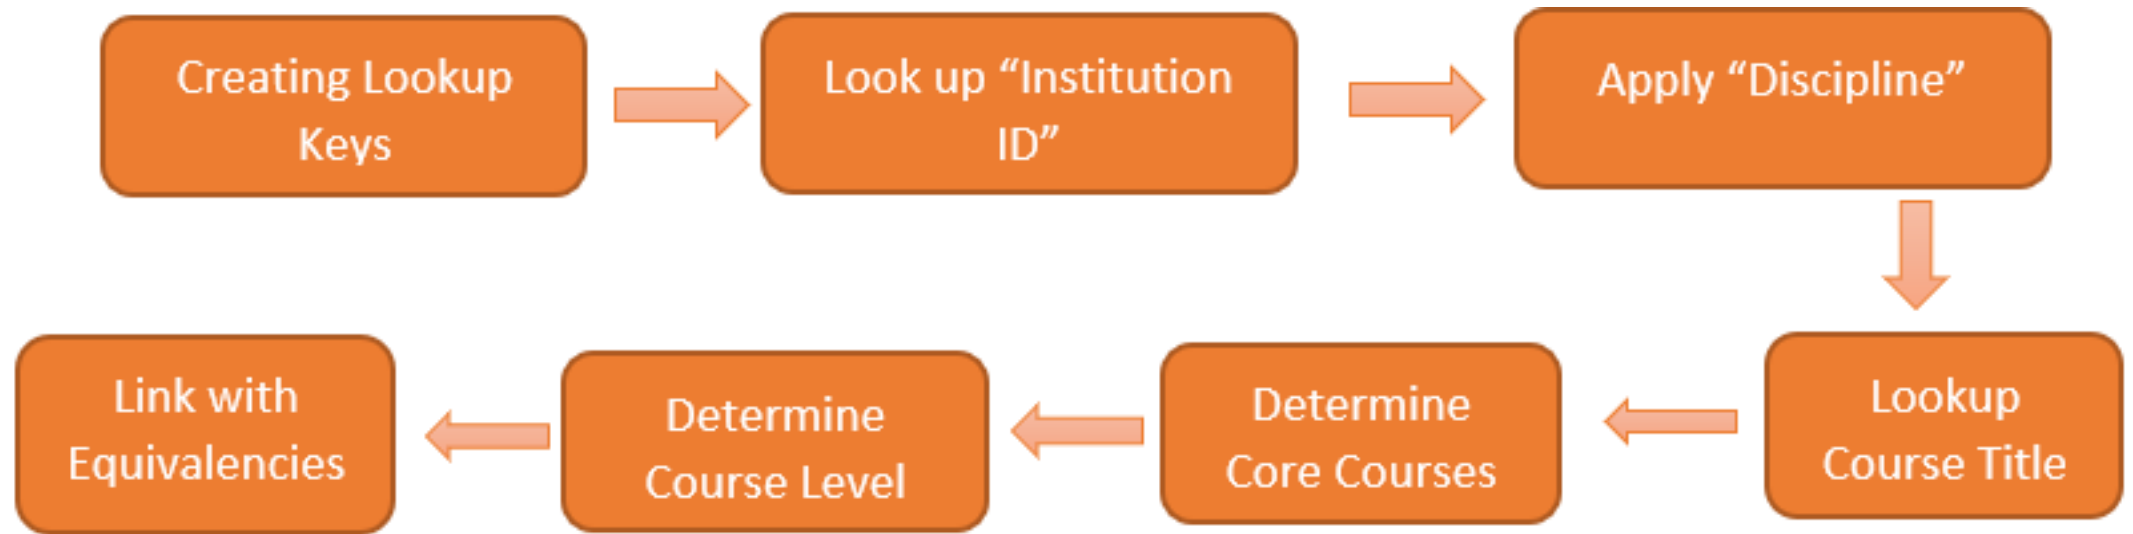 Creating Lookup
Keys
Look up “Institution
ID”
Apply “Discipline”
Lookup
Course Title
Determine
Core Courses
Determine
Course Level
Link with
Equivalencies